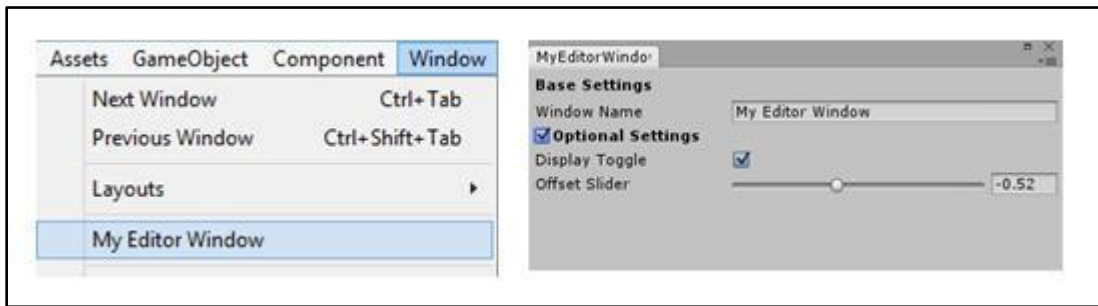 Assets GameObject Component Window
Next Window Ctrl+Tab
Previous Window Ctrl+Shift+Tab
Layouts
My Editor Window
MyEditorWindo
Base Settings
Window Name My Editor Window
Optional Settings
Display Toggle
Offset Slider -0.52